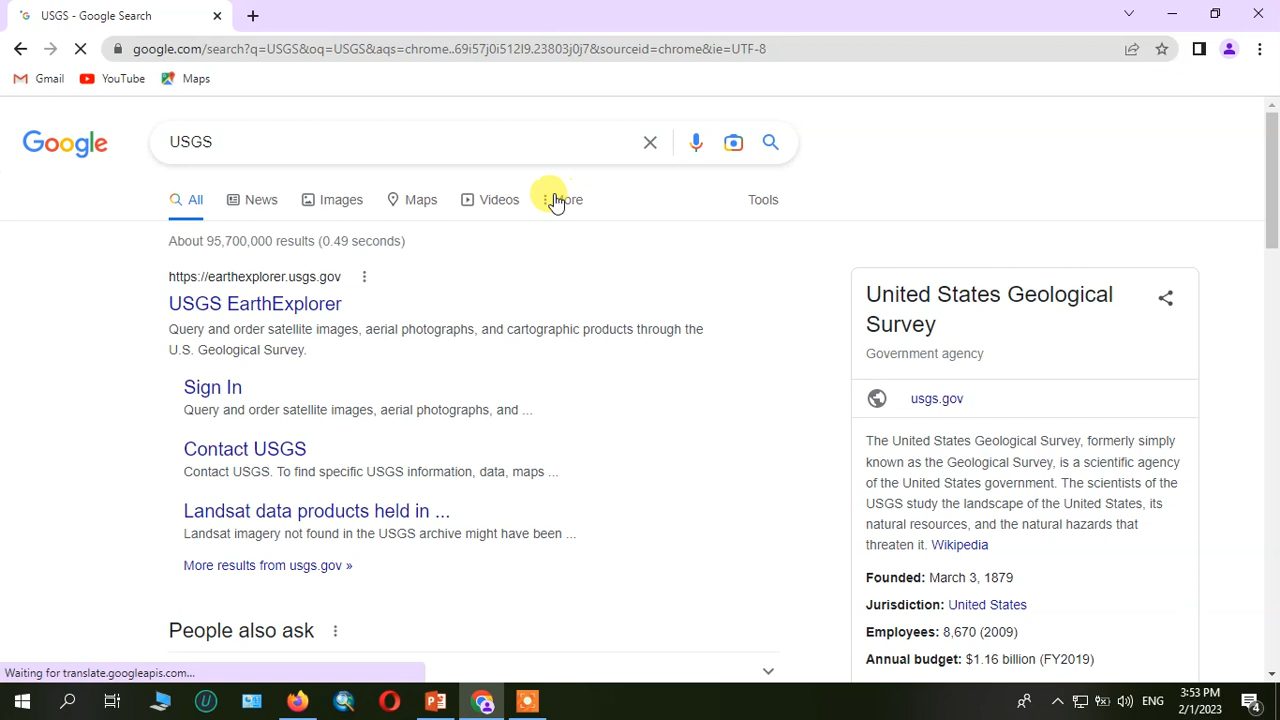 USGS - Google Search
google.com/search?q=USGS&oq=USGS&aqs=chrome..69i57j0i512l9.23803j0j7&sourceid=chrome&ie=UTF-8
Gmail YouTube Maps
Google USGS
All News Images Maps Videos More Tools
About 95,700,000 results (0.49 seconds)
https://earthexplorer.usgs.gov
USGS EarthExplorer
Query and order satellite images, aerial photographs, and cartographic products through the
U.S. Geological Survey.
Sign In
Query and order satellite images, aerial photographs, and ...
Contact USGS
Contact USGS. To find specific USGS information, data, maps ...
Landsat data products held in ...
Landsat imagery not found in the USGS archive might have been ...
More results from usgs.gov »
People also ask
United States Geological
Survey
Government agency
usgs.gov
The United States Geological Survey, formerly simply
known as the Geological Survey, is a scientific agency
of the United States government. The scientists of the
USGS study the landscape of the United States, its
natural resources, and the natural hazards that
threaten it. Wikipedia
Founded: March 3, 1879
Jurisdiction: United States
Employees: 8,670 (2009)
Annual budget: $1.16 billion (FY2019)
Waiting for translate.googleapis.com...
ENG
3:53 PM
2/1/2023
4